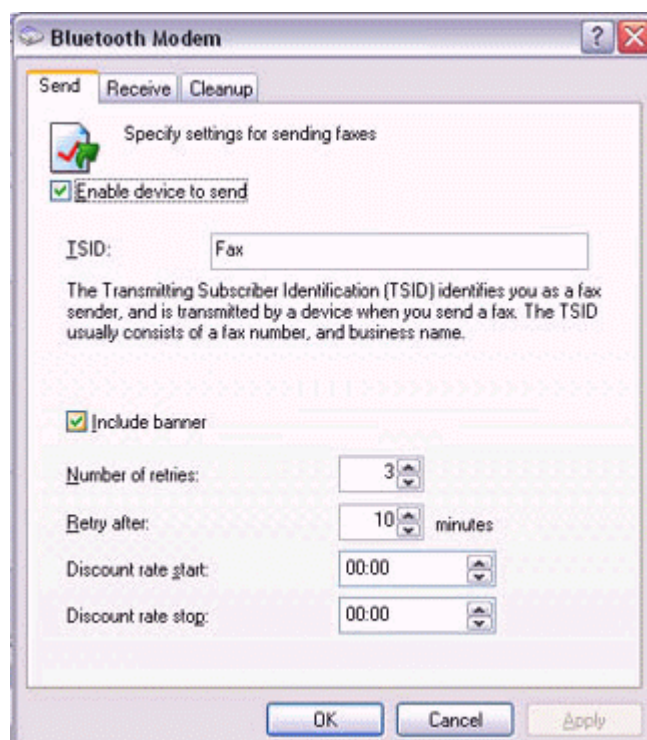 Bluetooth Modem
Send Receive Cleanup
Specify settings for sending faxes
Enable device to send
TSID: Fax
The Transmitting Subscriber Identification (TSID) identifies you as a fax
sender, and is transmitted by a device when you send a fax. The TSID
usually consists of a fax number, and business name.
Include banner
Number of retries: 3
Retry after: 10 minutes
Discount rate start: 00:00
Discount rate stop: 00:00
OK Cancel Apply